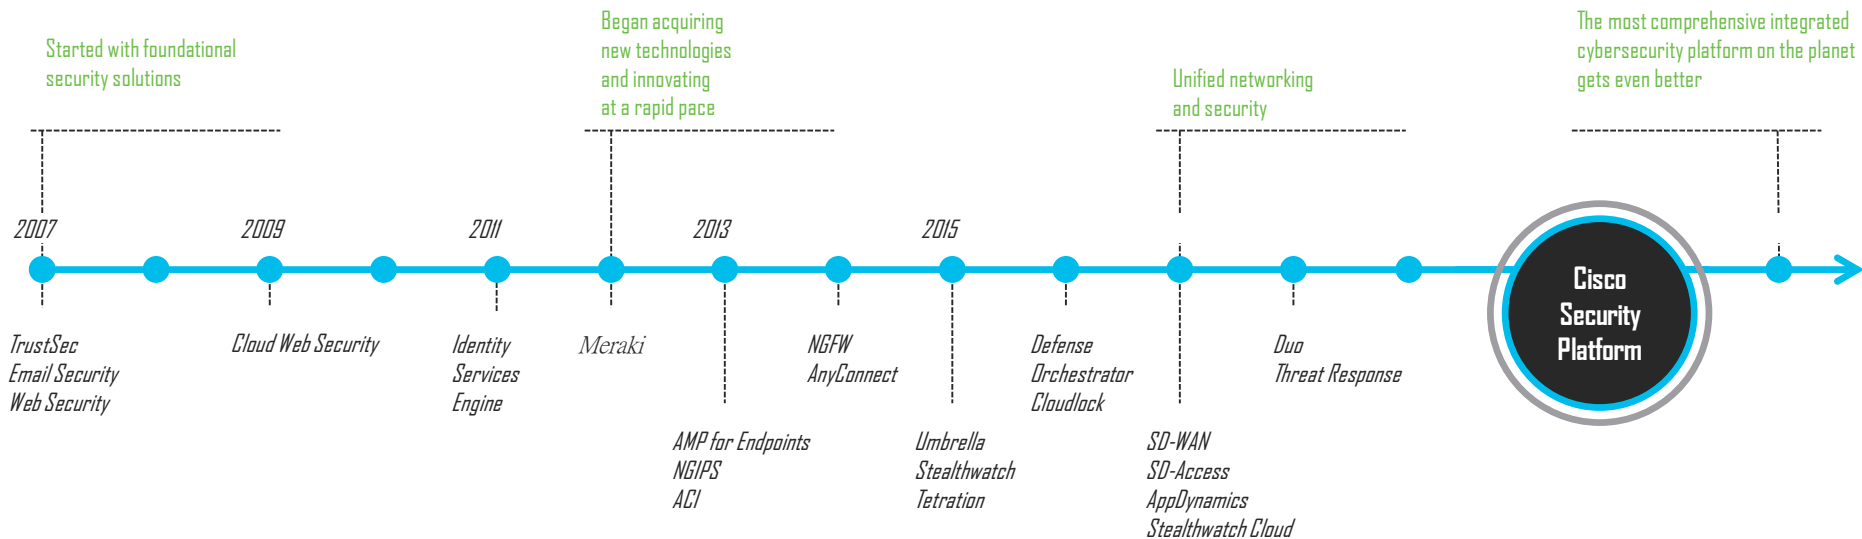 Started with foundational
security solutions
Began acquiring
new technologies
and innovating
at a rapid pace
Unified networking
and security
The most comprehensive integrated
cybersecurity platform on the planet
gets even better
2007
2009
2011
2013
2015
TrustSec
Email Security
Web Security
Cloud Web Security
Identity
Services
Engine
Meraki
AMP for Endpoints
NGIPS
ACI
NGFW
AnyConnect
Umbrella
Stealthwatch
Tetration
Defense
Orchestrator
Cloudlock
SD-WAN
SD-Access
AppDynamics
Stealthwatch Cloud
Duo
Threat Response
Cisco
Security
Platform